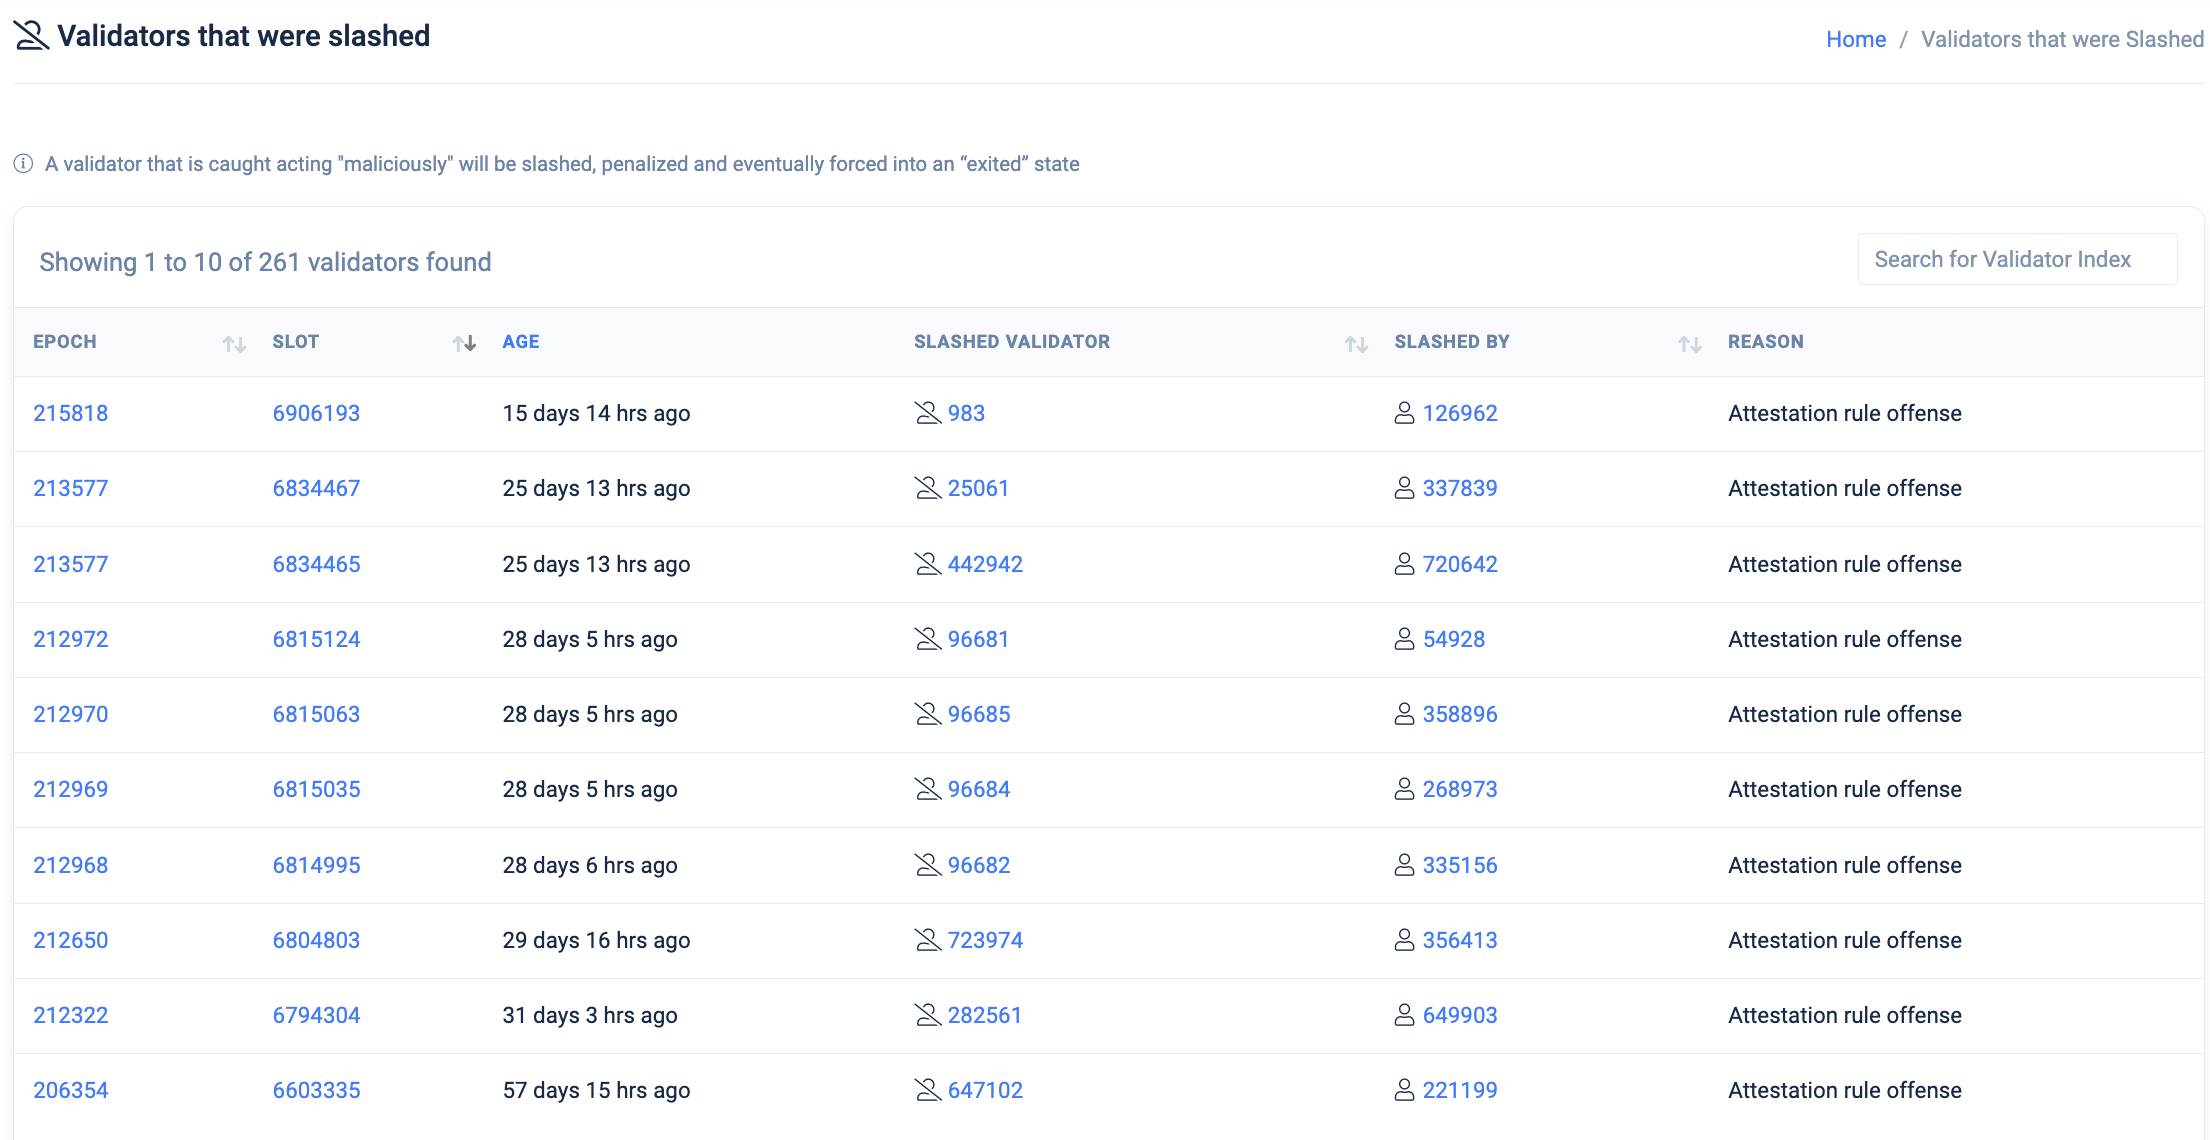 Validators that were slashed
Home / Validators that were Slashed
A validator that is caught acting "maliciously" will be slashed, penalized and eventually forced into an “exited” state
Showing 1 to 10 of 261 validators found
Search for Validator Index
EPOCH SLOT AGE SLASHED VALIDATOR SLASHED BY REASON
215818 6906193 15 days 14 hrs ago 983 126962 Attestation rule offense
213577 6834467 25 days 13 hrs ago 25061 337839 Attestation rule offense
213577 6834465 25 days 13 hrs ago 442942 720642 Attestation rule offense
212972 6815124 28 days 5 hrs ago 96681 54928 Attestation rule offense
212970 6815063 28 days 5 hrs ago 96685 358896 Attestation rule offense
212969 6815035 28 days 5 hrs ago 96684 268973 Attestation rule offense
212968 6814995 28 days 6 hrs ago 96682 335156 Attestation rule offense
212650 6804803 29 days 16 hrs ago 723974 356413 Attestation rule offense
212322 6794304 31 days 3 hrs ago 282561 649903 Attestation rule offense
206354 6603335 57 days 15 hrs ago 647102 221199 Attestation rule offense